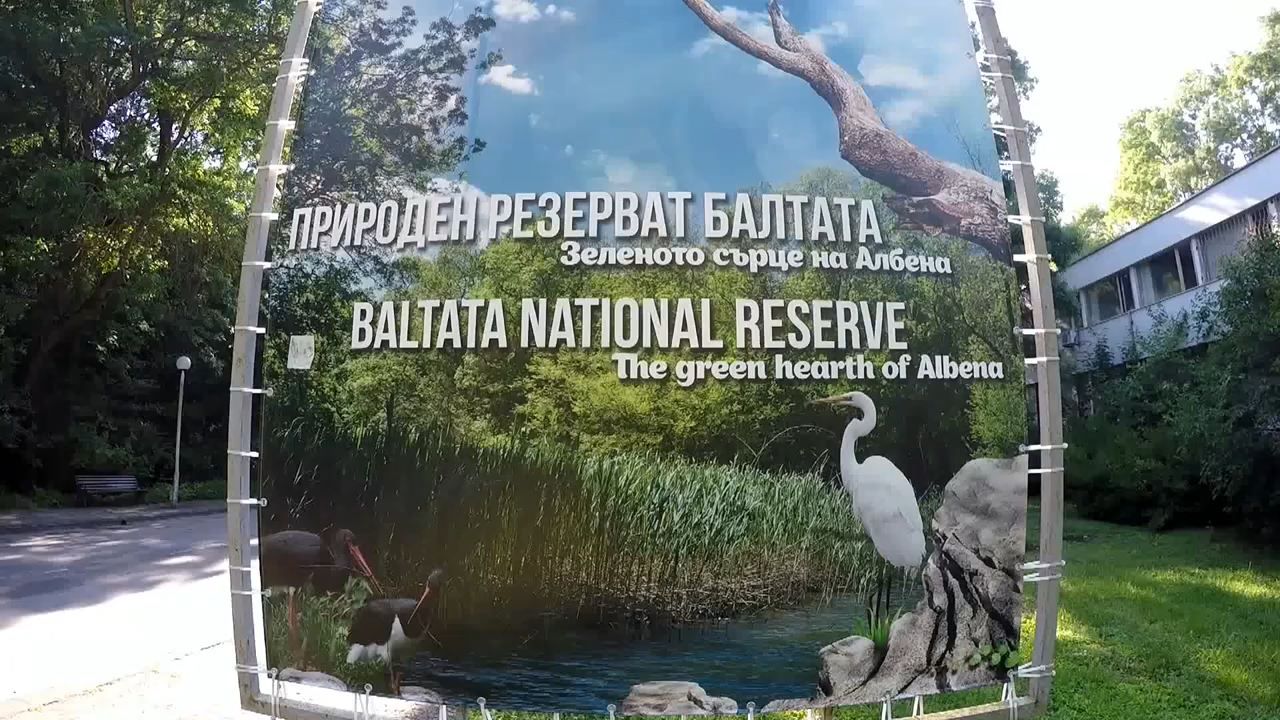 ПРИРОДЕН РЕЗЕРВАТ БАЛТАТА
Зеленото сърце на Албена
BALTATA NATIONAL RESERVE
The green hearth of Albena